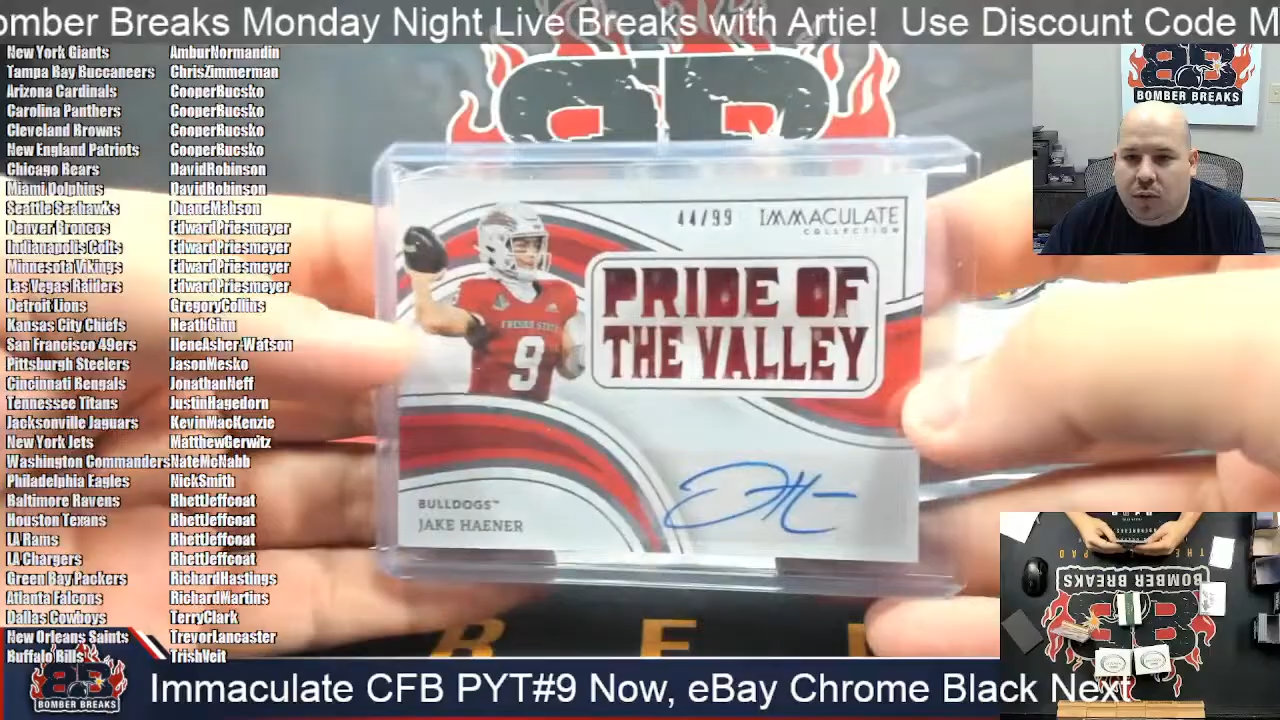 omber Breaks Monday Night Live Breaks with Artie! Use Discount Code M
New York Giants AmburNormandin
Tampa Bay Buccaneers ChrisZimmerman
Arizona Cardinals CooperBucsko
Carolina Panthers CooperBucsko
Cleveland Browns CooperBucsko
New England Patriots CooperBucsko
Chicago Bears DavidRobinson
Miami Dolphins DavidRobinson
Seattle Seahawks DuaneMabson
Denver Broncos EdwardPriesmeyer
Indianapolis Colts EdwardPriesmeyer
Minnesota Vikings EdwardPriesmeyer
Las Vegas Raiders EdwardPriesmeyer
Detroit Lions GregoryCollins
Kansas City Chiefs HeathGinn
San Francisco 49ers IleneAsher-Watson
Pittsburgh Steelers JasonMesko
Cincinnati Bengals JonathanNeff
Tennessee Titans JustinHagedorn
Jacksonville Jaguars KevinMacKenzie
New York Jets MatthewGerwitz
Washington Commanders NateMcNabb
Philadelphia Eagles NickSmith
Baltimore Ravens RhettJeffcoat
Houston Texans RhettJeffcoat
LA Rams RhettJeffcoat
LA Chargers RhettJeffcoat
Green Bay Packers RichardHastings
Atlanta Falcons RichardMartins
Dallas Cowboys TerryClark
New Orleans Saints TrevorLancaster
Buffalo Bills TrishVeit
44/99 IMMACULATE
COLLECTION
PRIDE OF
THE VALLEY
FRESNO STATE
9
BULLDOGS™
JAKE HAENER
BOMBER BREAKS
BOMBER BREAKS
B E
BOMBER BREAKS
Immaculate CFB PYT#9 Now, eBay Chrome Black Next